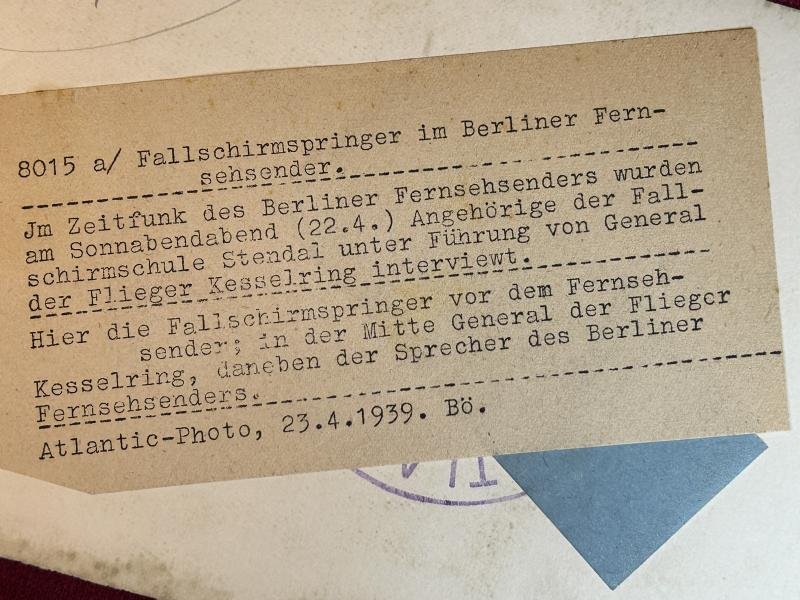 8015 a/ Fallschirmspringer im Berliner Fern-
sehsender.
Jm Zeitfunk des Berliner Fernsehsenders wurden
am Sonnabendabend (22.4.) Angehörige der Fall-
schirmschule Stendal unter Führung von General
der Flieger Kesselring interviewt.
Hier die Fallschirmspringer vor dem Fernseh-
sender; in der Mitte General der Flieger
Kesselring, daneben der Sprecher des Berliner
Fernsehsenders.
Atlantic-Photo, 23.4.1939. Bö.